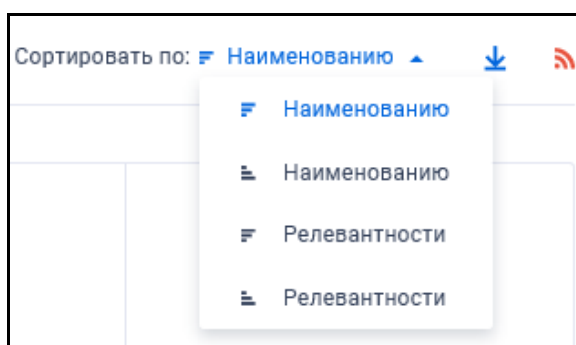 Сортировать по: Наименованию
Наименованию
Наименованию
Релевантности
Релевантности